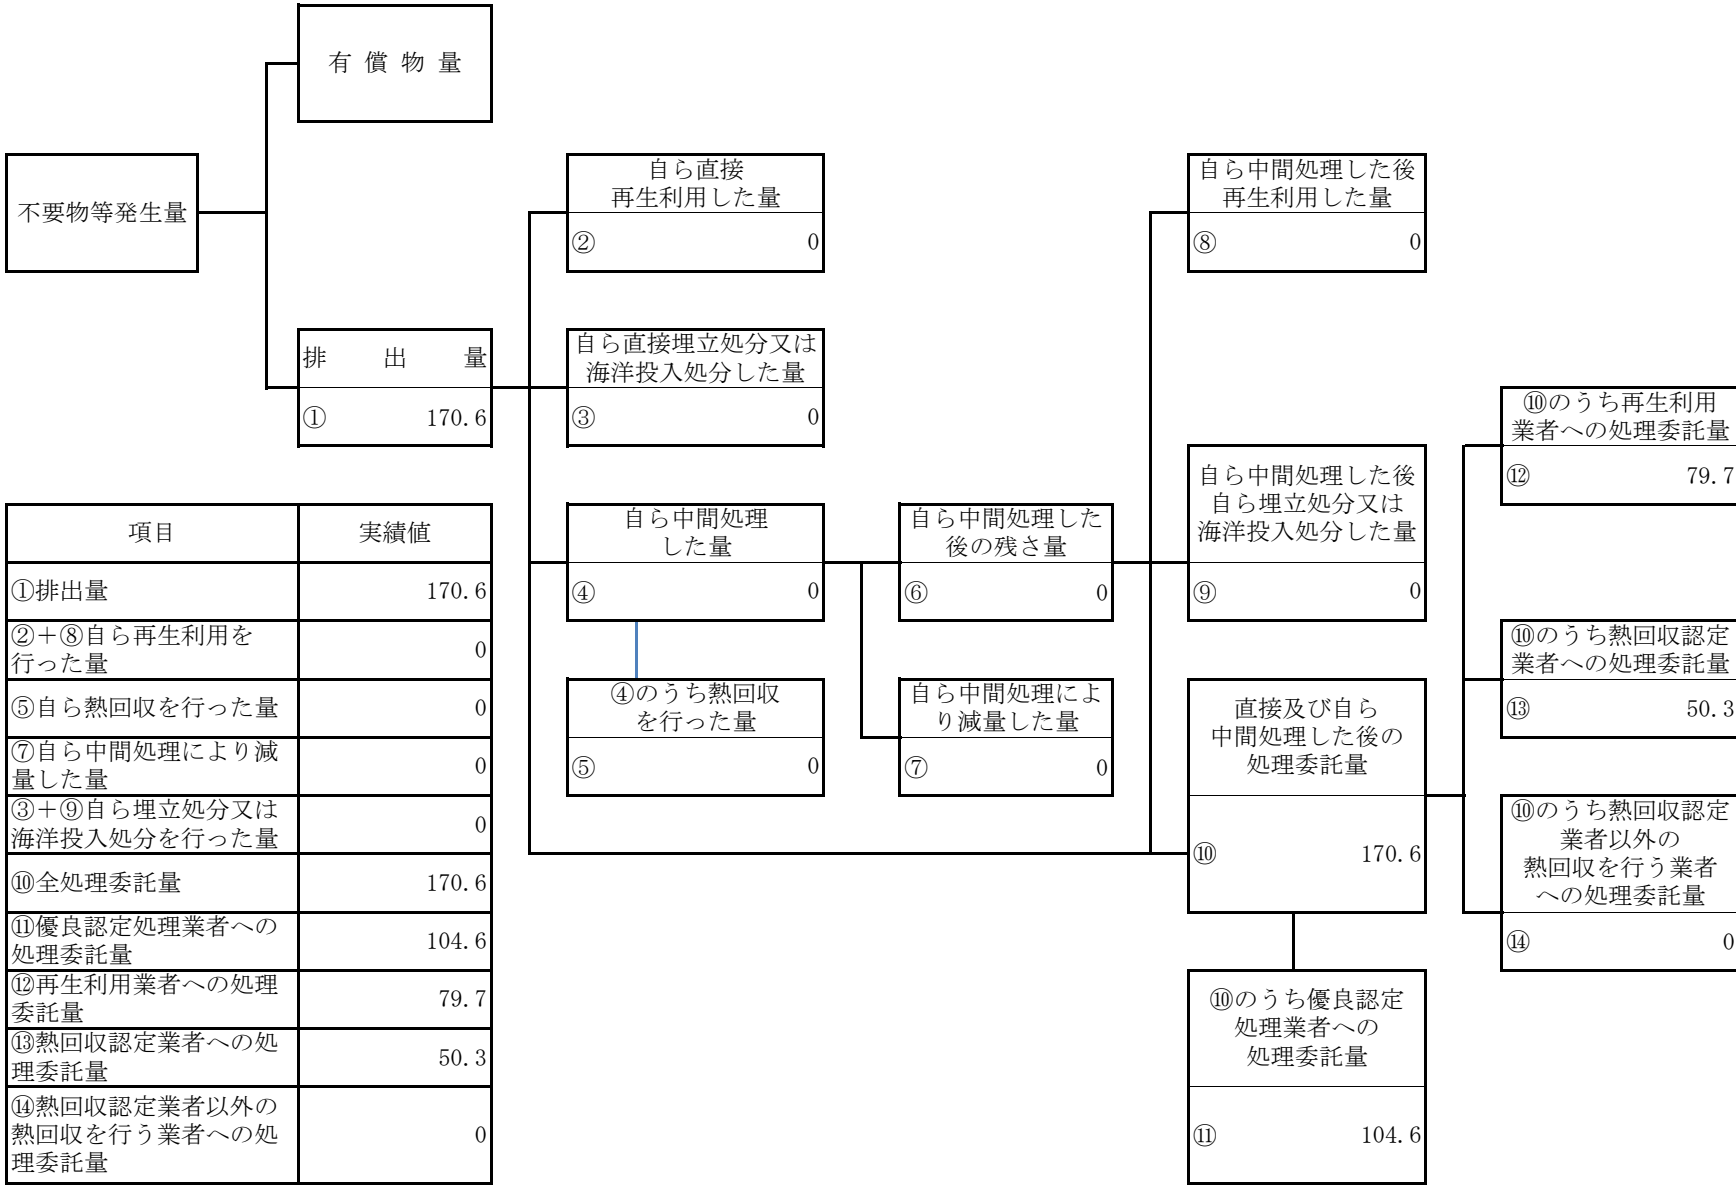 有償物量
不要物等発生量
自ら直接
再生利用した量
② 0
自ら中間処理した後
再生利用した量
⑧ 0
排出量
① 170.6
自ら直接埋立処分又は
海洋投入処分した量
③ 0
⑩のうち再生利用
業者への処理委託量
⑫ 79.7
自ら中間処理
した量
④ 0
自ら中間処理した
後の残さ量
⑥ 0
自ら中間処理した後
自ら埋立処分又は
海洋投入処分した量
⑨ 0
⑩のうち熱回収認定
業者への処理委託量
⑬ 50.3
④のうち熱回収
を行った量
⑤ 0
自ら中間処理によ
り減量した量
⑦ 0
直接及び自ら
中間処理した後の
処理委託量
⑩ 170.6
⑩のうち熱回収認定
業者以外の
熱回収を行う業者
への処理委託量
⑭ 0
⑩のうち優良認定
処理業者への
処理委託量
⑪ 104.6
項目 実績値
①排出量 170.6
②＋⑧自ら再生利用を
行った量 0
⑤自ら熱回収を行った量 0
⑦自ら中間処理により減
量した量 0
③＋⑨自ら埋立処分又は
海洋投入処分を行った量 0
⑩全処理委託量 170.6
⑪優良認定処理業者への
処理委託量 104.6
⑫再生利用業者への処理
委託量 79.7
⑬熱回収認定業者への処
理委託量 50.3
⑭熱回収認定業者以外の
熱回収を行う業者への処
理委託量 0